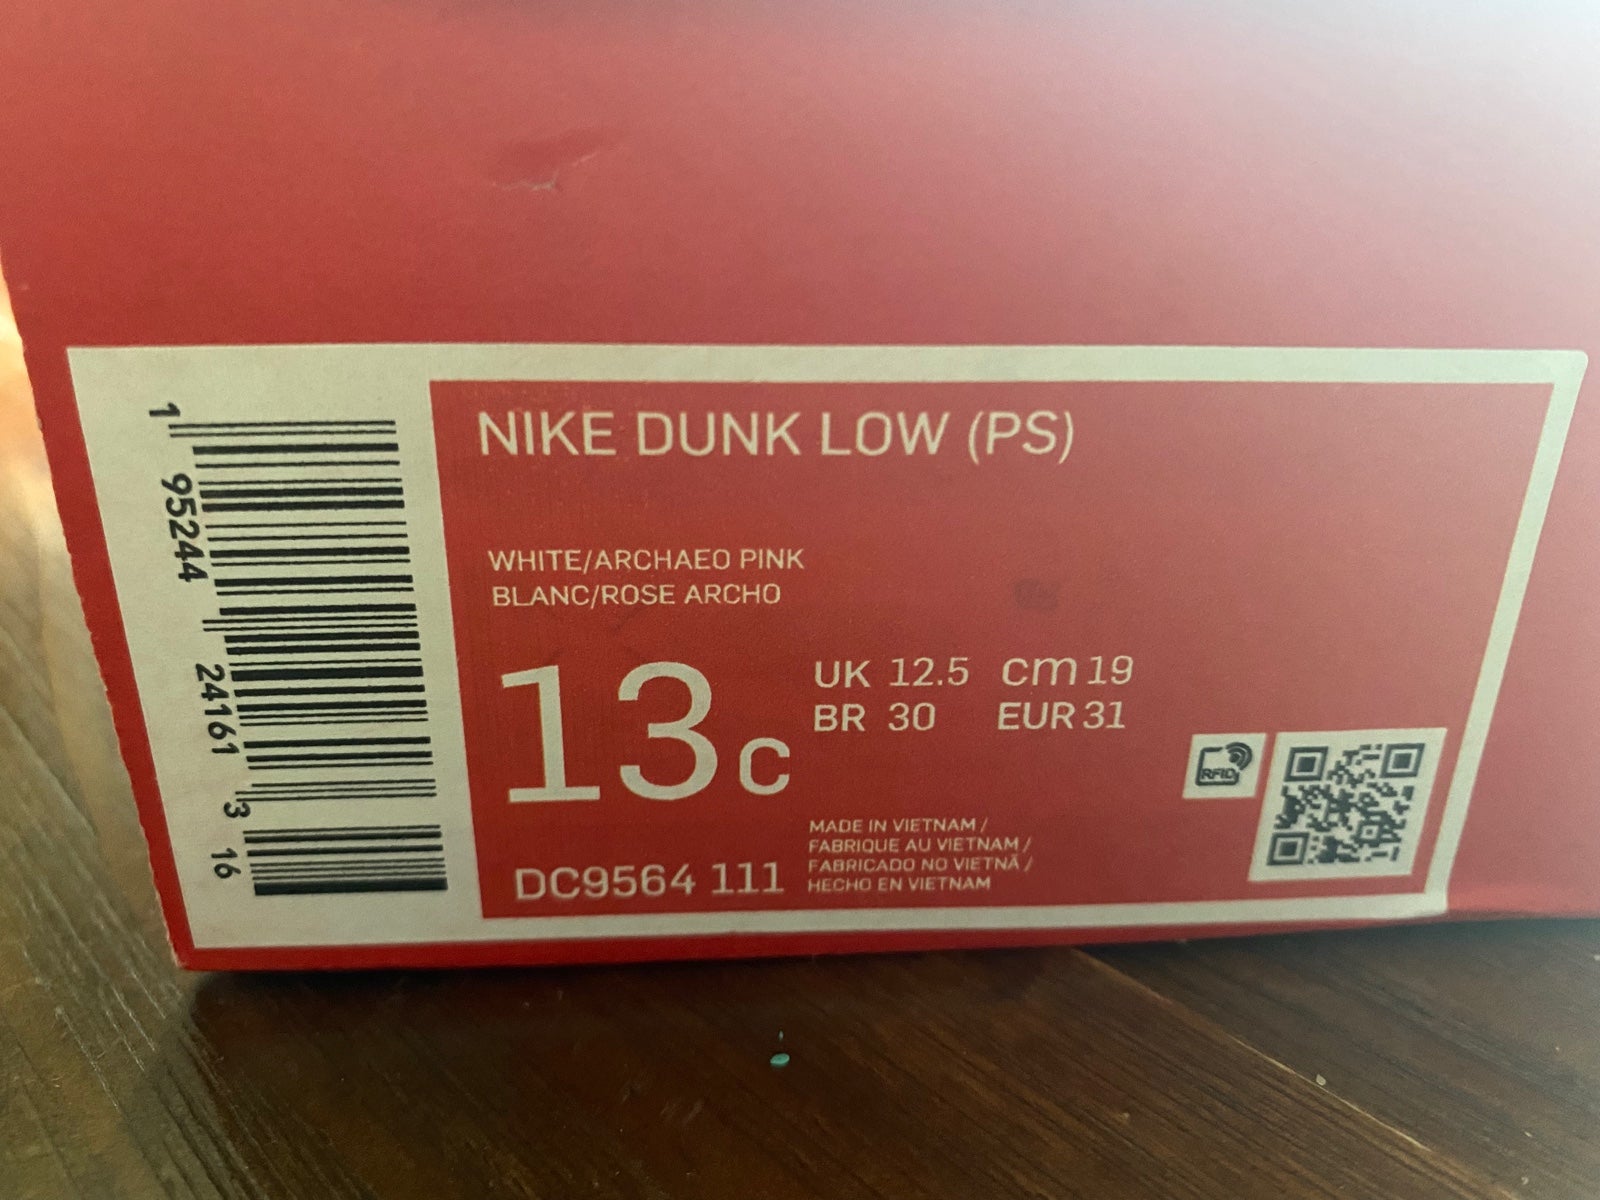 NIKE DUNK LOW (PS)
WHITE/ARCHAEO PINK
BLANC/ROSE ARCHO
13c
UK 12.5 cm 19
BR 30 EUR 31
DC9564 111
MADE IN VIETNAM /
FABRIQUE AU VIETNAM /
FABRICADO NO VIETNÃ /
HECHO EN VIETNAM
RFID
1 95244 24161 3 16